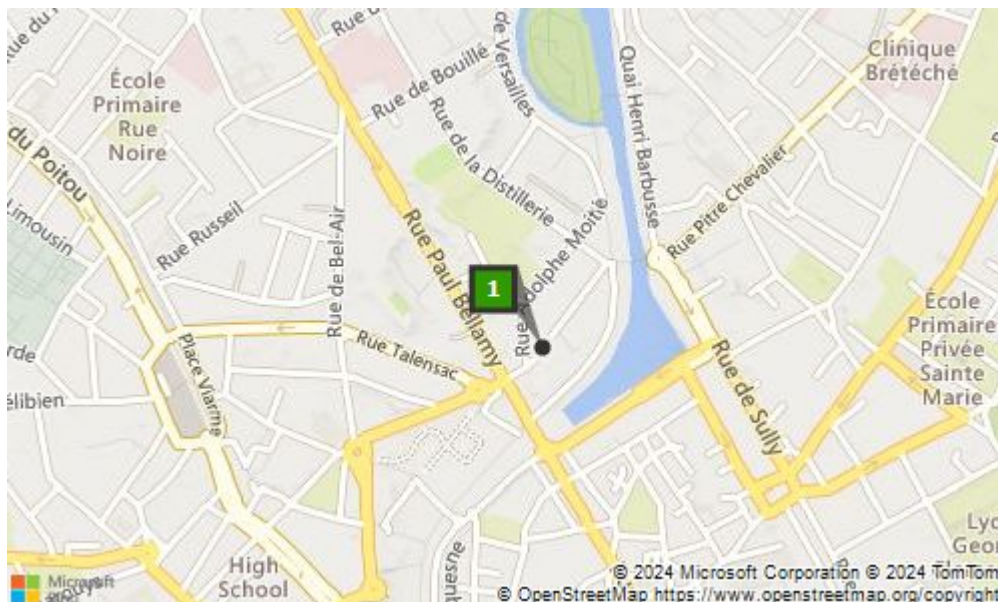 Rue de Bouillé
de Versailles
Quai Henri Barbusse
Clinique
Brétéché
École
Primaire
Rue
Noire
du Poitou
Limousin
Rue Russeil
Rue de Bel-Air
Rue de la Distillerie
Rue Paul Bellamy
Rue Adolphe Moitié
Rue Pitre Chevalier
1
Rue Talensac
Place Viarme
Rue de Sully
École
Primaire
Privée
Sainte
Marie
High
School
Microsoft
© 2024 Microsoft Corporation © 2024 TomTom
© OpenStreetMap https://www.openstreetmap.org/copyright